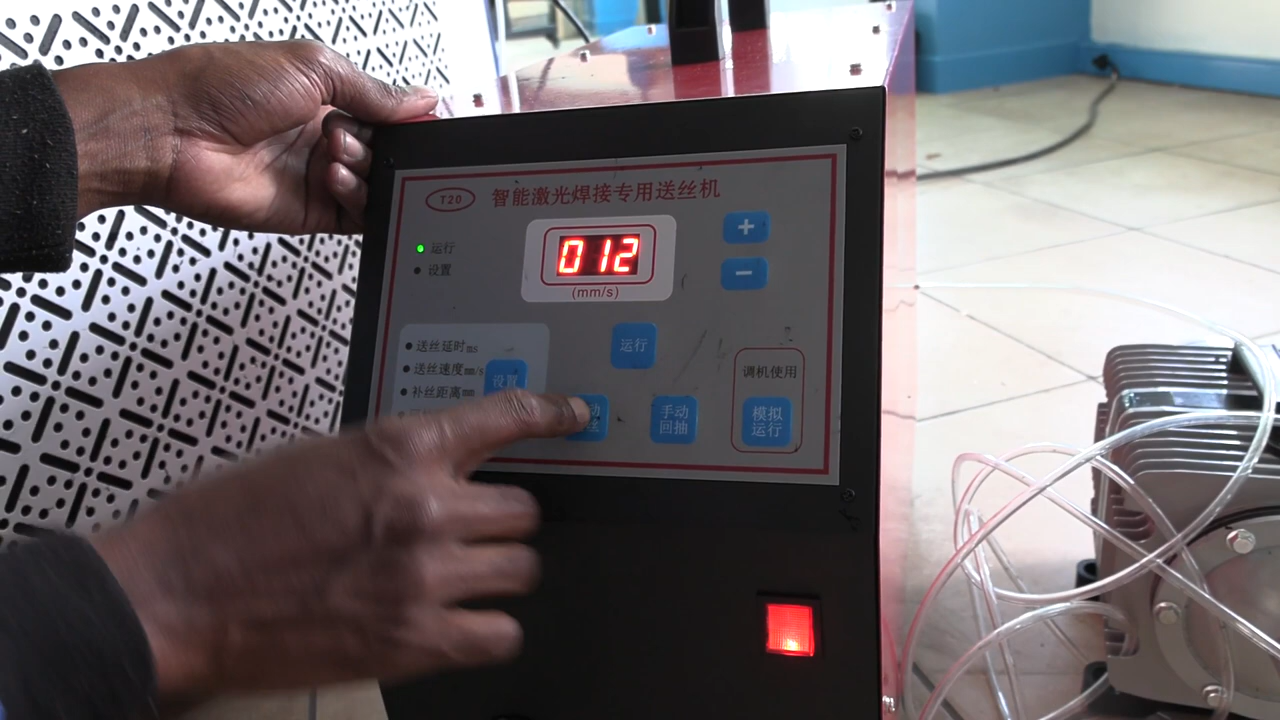 T20 智能激光焊接专用送丝机
运行
设置
012
(mm/s)
+
−
送丝延时ms
送丝速度mm/s
补丝距离mm
设置
运行
调机使用
手动
回抽
模拟
运行